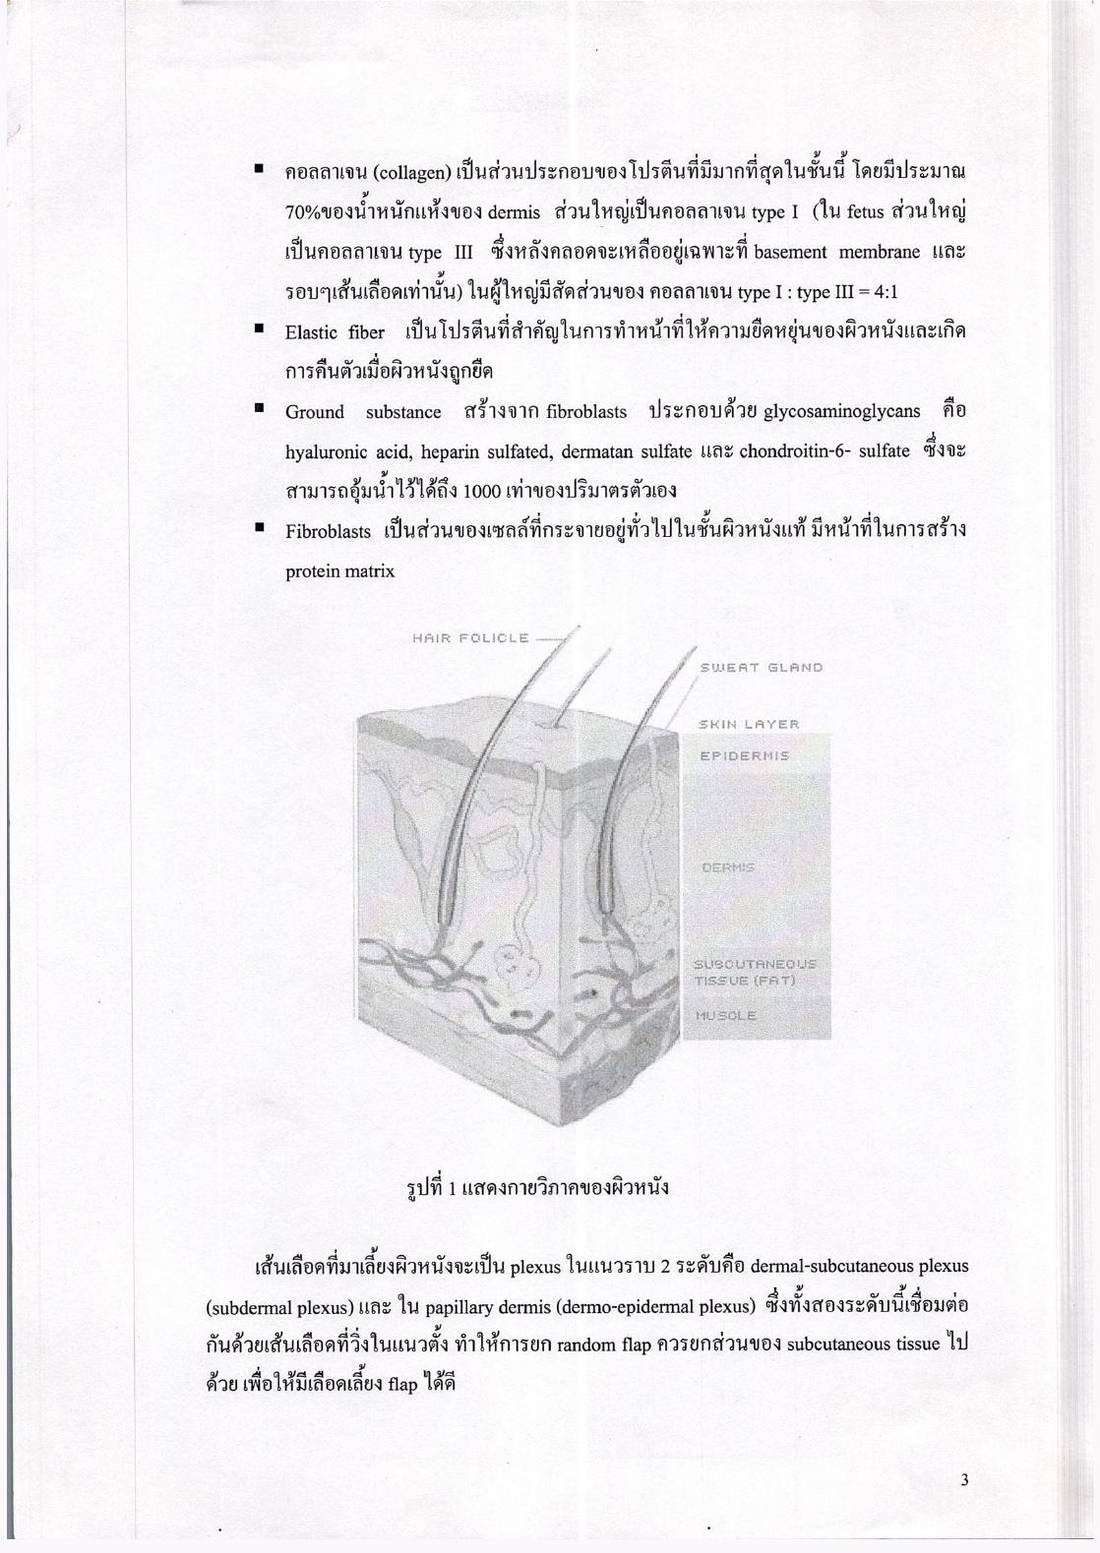 ▪ คอลลาเจน (collagen) เป็นส่วนประกอบของโปรตีนที่มีมากที่สุดในชั้นนี้ โดยมีประมาณ
70%ของน้ำหนักแห้งของ dermis ส่วนใหญ่เป็นคอลลาเจน type I (ใน fetus ส่วนใหญ่
เป็นคอลลาเจน type III ซึ่งหลังคลอดจะเหลืออยู่เฉพาะที่ basement membrane และ
รอบๆเส้นเลือดเท่านั้น) ในผู้ใหญ่มีสัดส่วนของ คอลลาเจน type I : type III = 4:1
▪ Elastic fiber เป็นโปรตีนที่สำคัญในการทำหน้าที่ให้ความยืดหยุ่นของผิวหนังและเกิด
การคืนตัวเมื่อผิวหนังถูกยืด
▪ Ground substance สร้างจาก fibroblasts ประกอบด้วย glycosaminoglycans คือ
hyaluronic acid, heparin sulfated, dermatan sulfate และ chondroitin-6- sulfate ซึ่งจะ
สามารถอุ้มน้ำไว้ได้ถึง 1000 เท่าของปริมาตรตัวเอง
▪ Fibroblasts เป็นส่วนของเซลล์ที่กระจายอยู่ทั่วไปในชั้นผิวหนังแท้ มีหน้าที่ในการสร้าง
protein matrix
HAIR FOLICLE
SWEAT GLAND
SKIN LAYER
EPIDERMIS
DERMIS
SUBCUTANEOUS
TISSUE (FAT)
MUSCLE
รูปที่ 1 แสดงกายวิภาคของผิวหนัง
เส้นเลือดที่มาเลี้ยงผิวหนังจะเป็น plexus ในแนวราบ 2 ระดับคือ dermal-subcutaneous plexus
(subdermal plexus) และ ใน papillary dermis (dermo-epidermal plexus) ซึ่งทั้งสองระดับนี้เชื่อมต่อ
กันด้วยเส้นเลือดที่วิ่งในแนวตั้ง ทำให้การยก random flap ควรยกส่วนของ subcutaneous tissue ไป
ด้วย เพื่อให้มีเลือดเลี้ยง flap ได้ดี
3